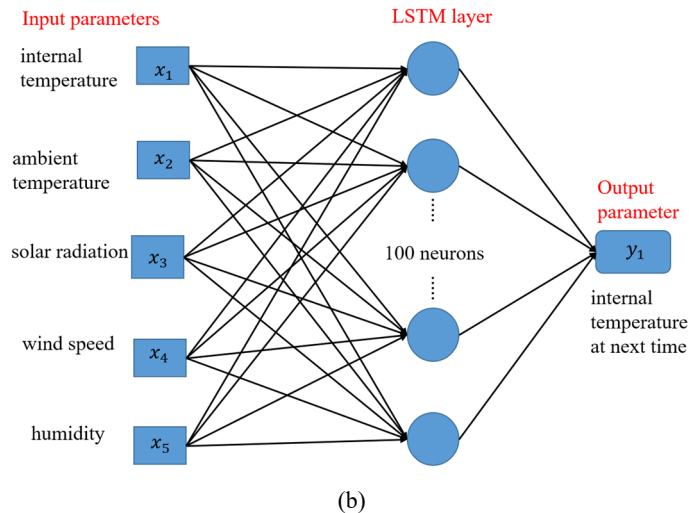 Input parameters
LSTM layer
internal
temperature
x₁
ambient
temperature
x₂
solar radiation
x₃
wind speed
x₄
humidity
x₅
100 neurons
Output
parameter
y₁
internal
temperature
at next time
(b)